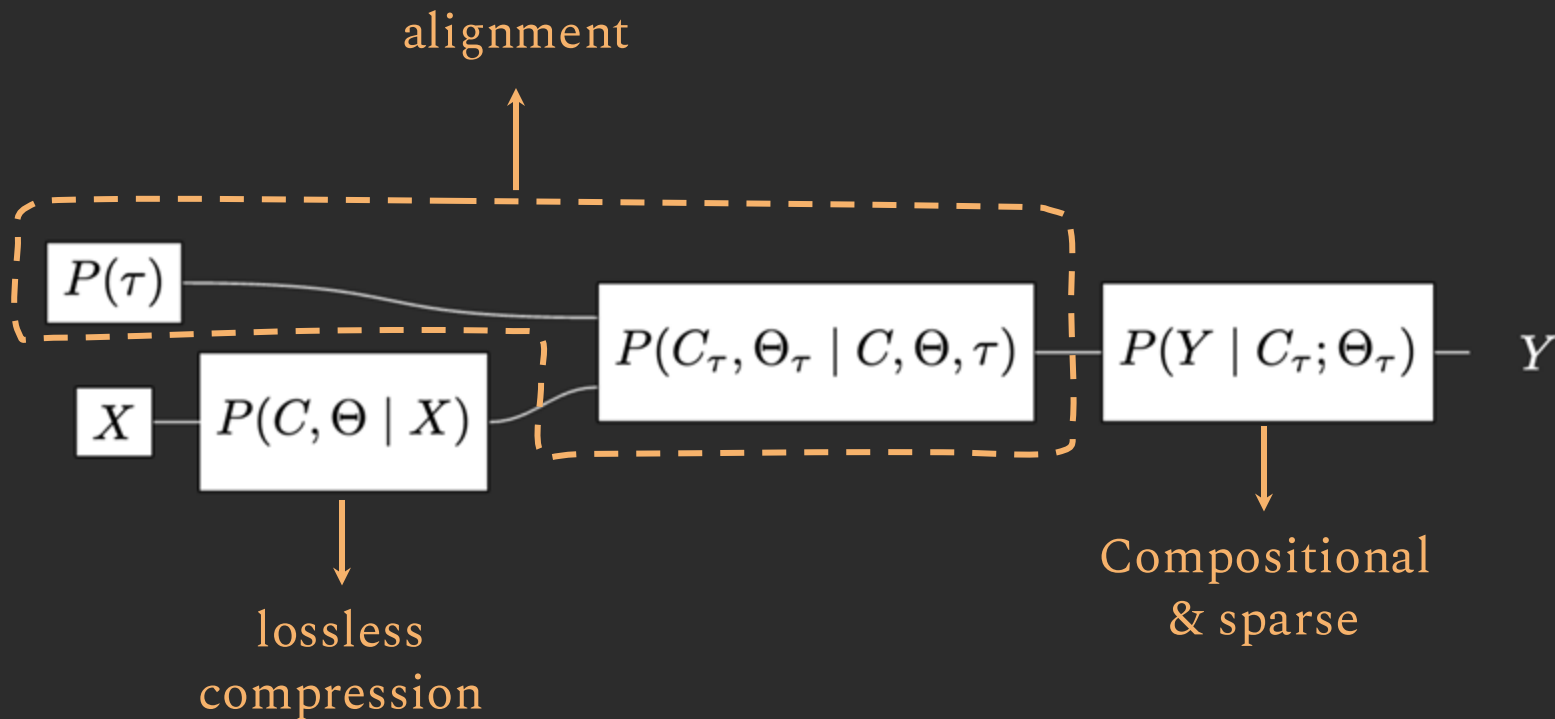 alignment
P(τ)
P(C_τ, Θ_τ | C, Θ, τ)
P(Y | C_τ; Θ_τ)
Y
X
P(C, Θ | X)
Compositional
& sparse
lossless
compression